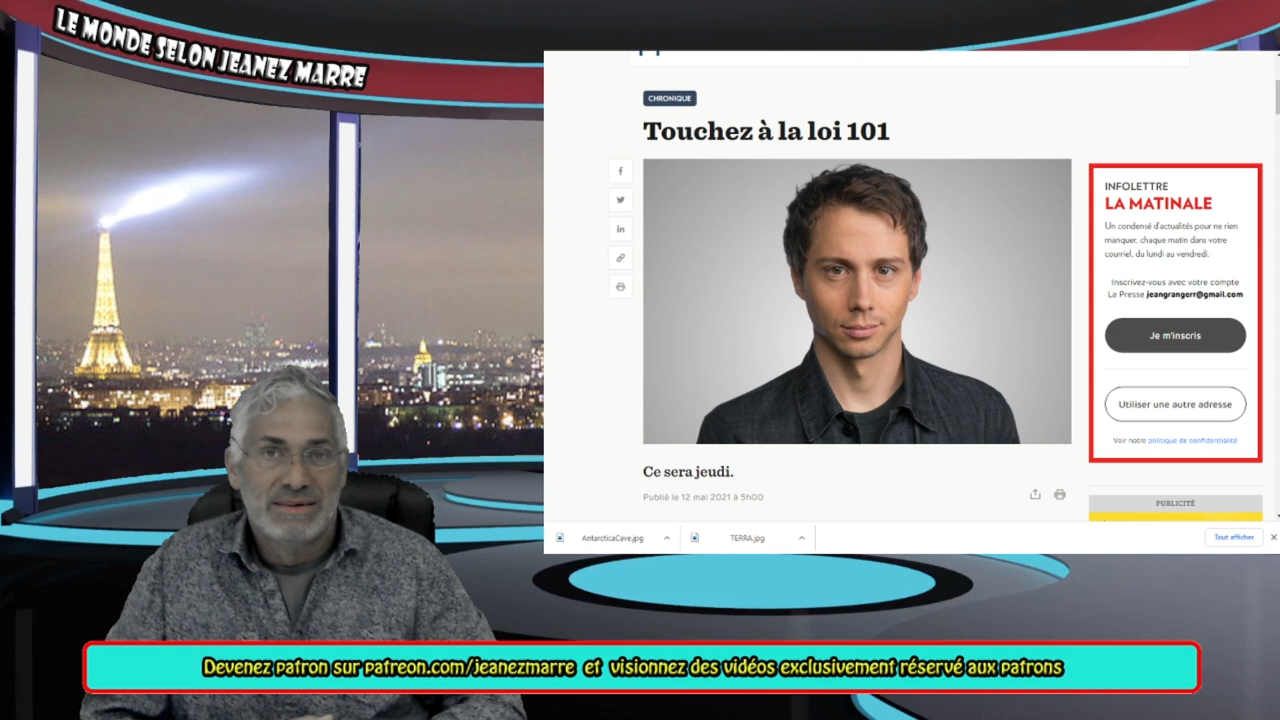 LE MONDE SELON JEANEZ MARRE
CHRONIQUE
Touchez à la loi 101
INFOLETTRE
LA MATINALE
Un condensé d'actualités pour ne rien
manquer, chaque matin dans votre
courriel, du lundi au vendredi.
Inscrivez-vous avec votre compte
La Presse jeangrangerr@gmail.com
Je m'inscris
Utiliser une autre adresse
Voir notre politique de confidentialité
Ce sera jeudi.
Publié le 12 mai 2021 à 5h00
PUBLICITÉ
AntarcticaCave.jpg
TERRA.jpg
Tout afficher
Devenez patron sur patreon.com/jeanezmarre et visionnez des vidéos exclusivement réservé aux patrons